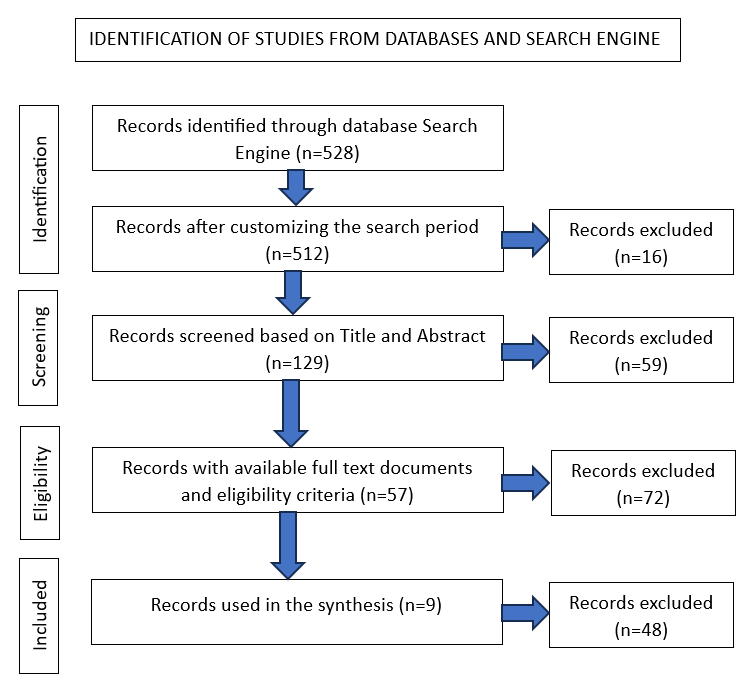 IDENTIFICATION OF STUDIES FROM DATABASES AND SEARCH ENGINE
Identification
Records identified through database Search
Engine (n=528)
Records after customizing the search period
(n=512)
Records excluded
(n=16)
Screening
Records screened based on Title and Abstract
(n=129)
Records excluded
(n=59)
Eligibility
Records with available full text documents
and eligibility criteria (n=57)
Records excluded
(n=72)
Included
Records used in the synthesis (n=9)
Records excluded
(n=48)